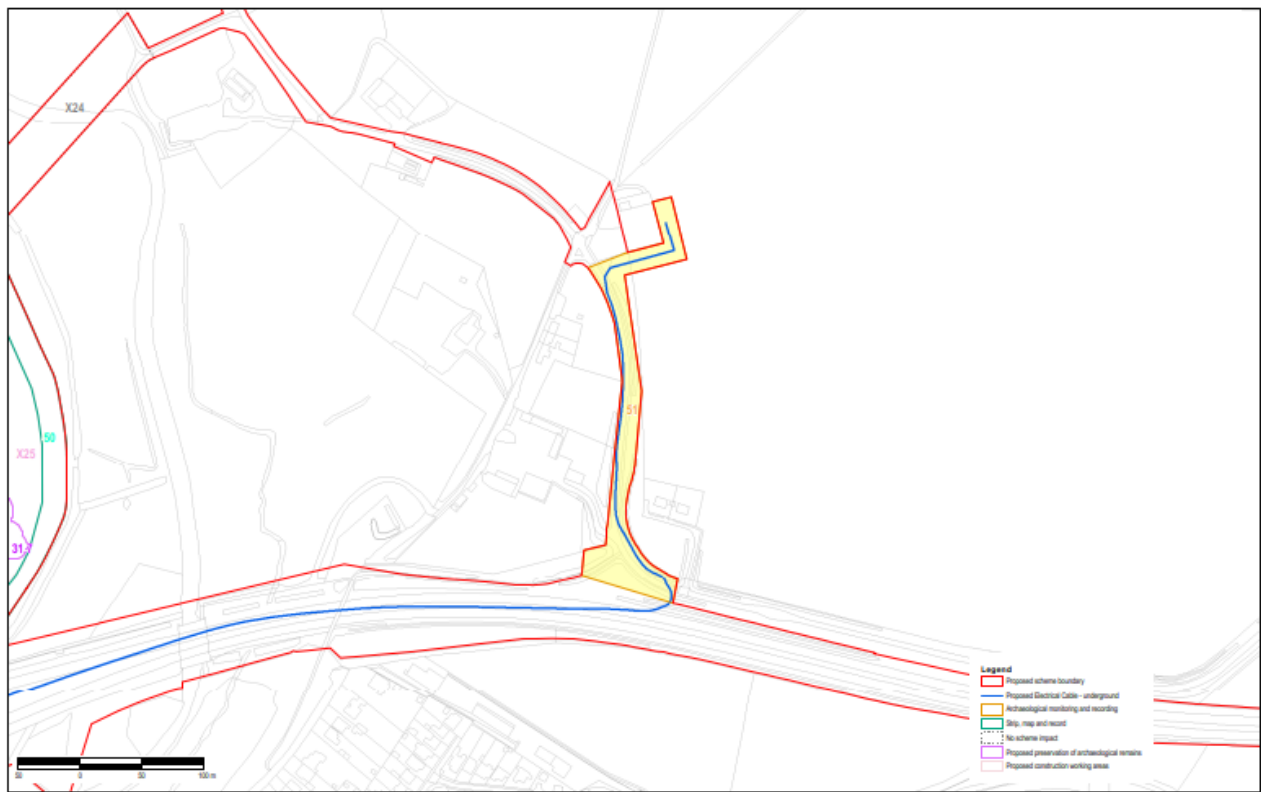 X24
51
50
X25
31
Legend
Proposed scheme boundary
Proposed Electrical Cable - underground
Archaeological monitoring and recording
Strip, map and record
No scheme impact
Proposed preservation of archaeological remains
Proposed construction working areas
50 0 50 100 m